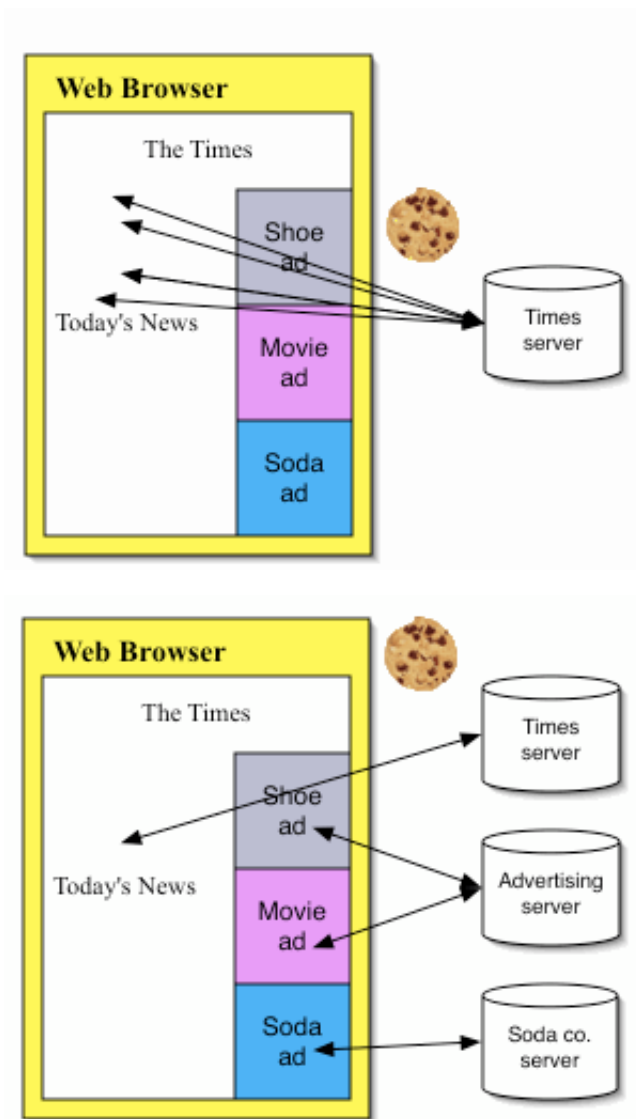 Web Browser
The Times
Shoe
ad
Times
server
Today's News
Movie
ad
Soda
ad
Web Browser
The Times
Times
server
Shoe
ad
Advertising
server
Today's News
Movie
ad
Soda
ad
Soda co.
server